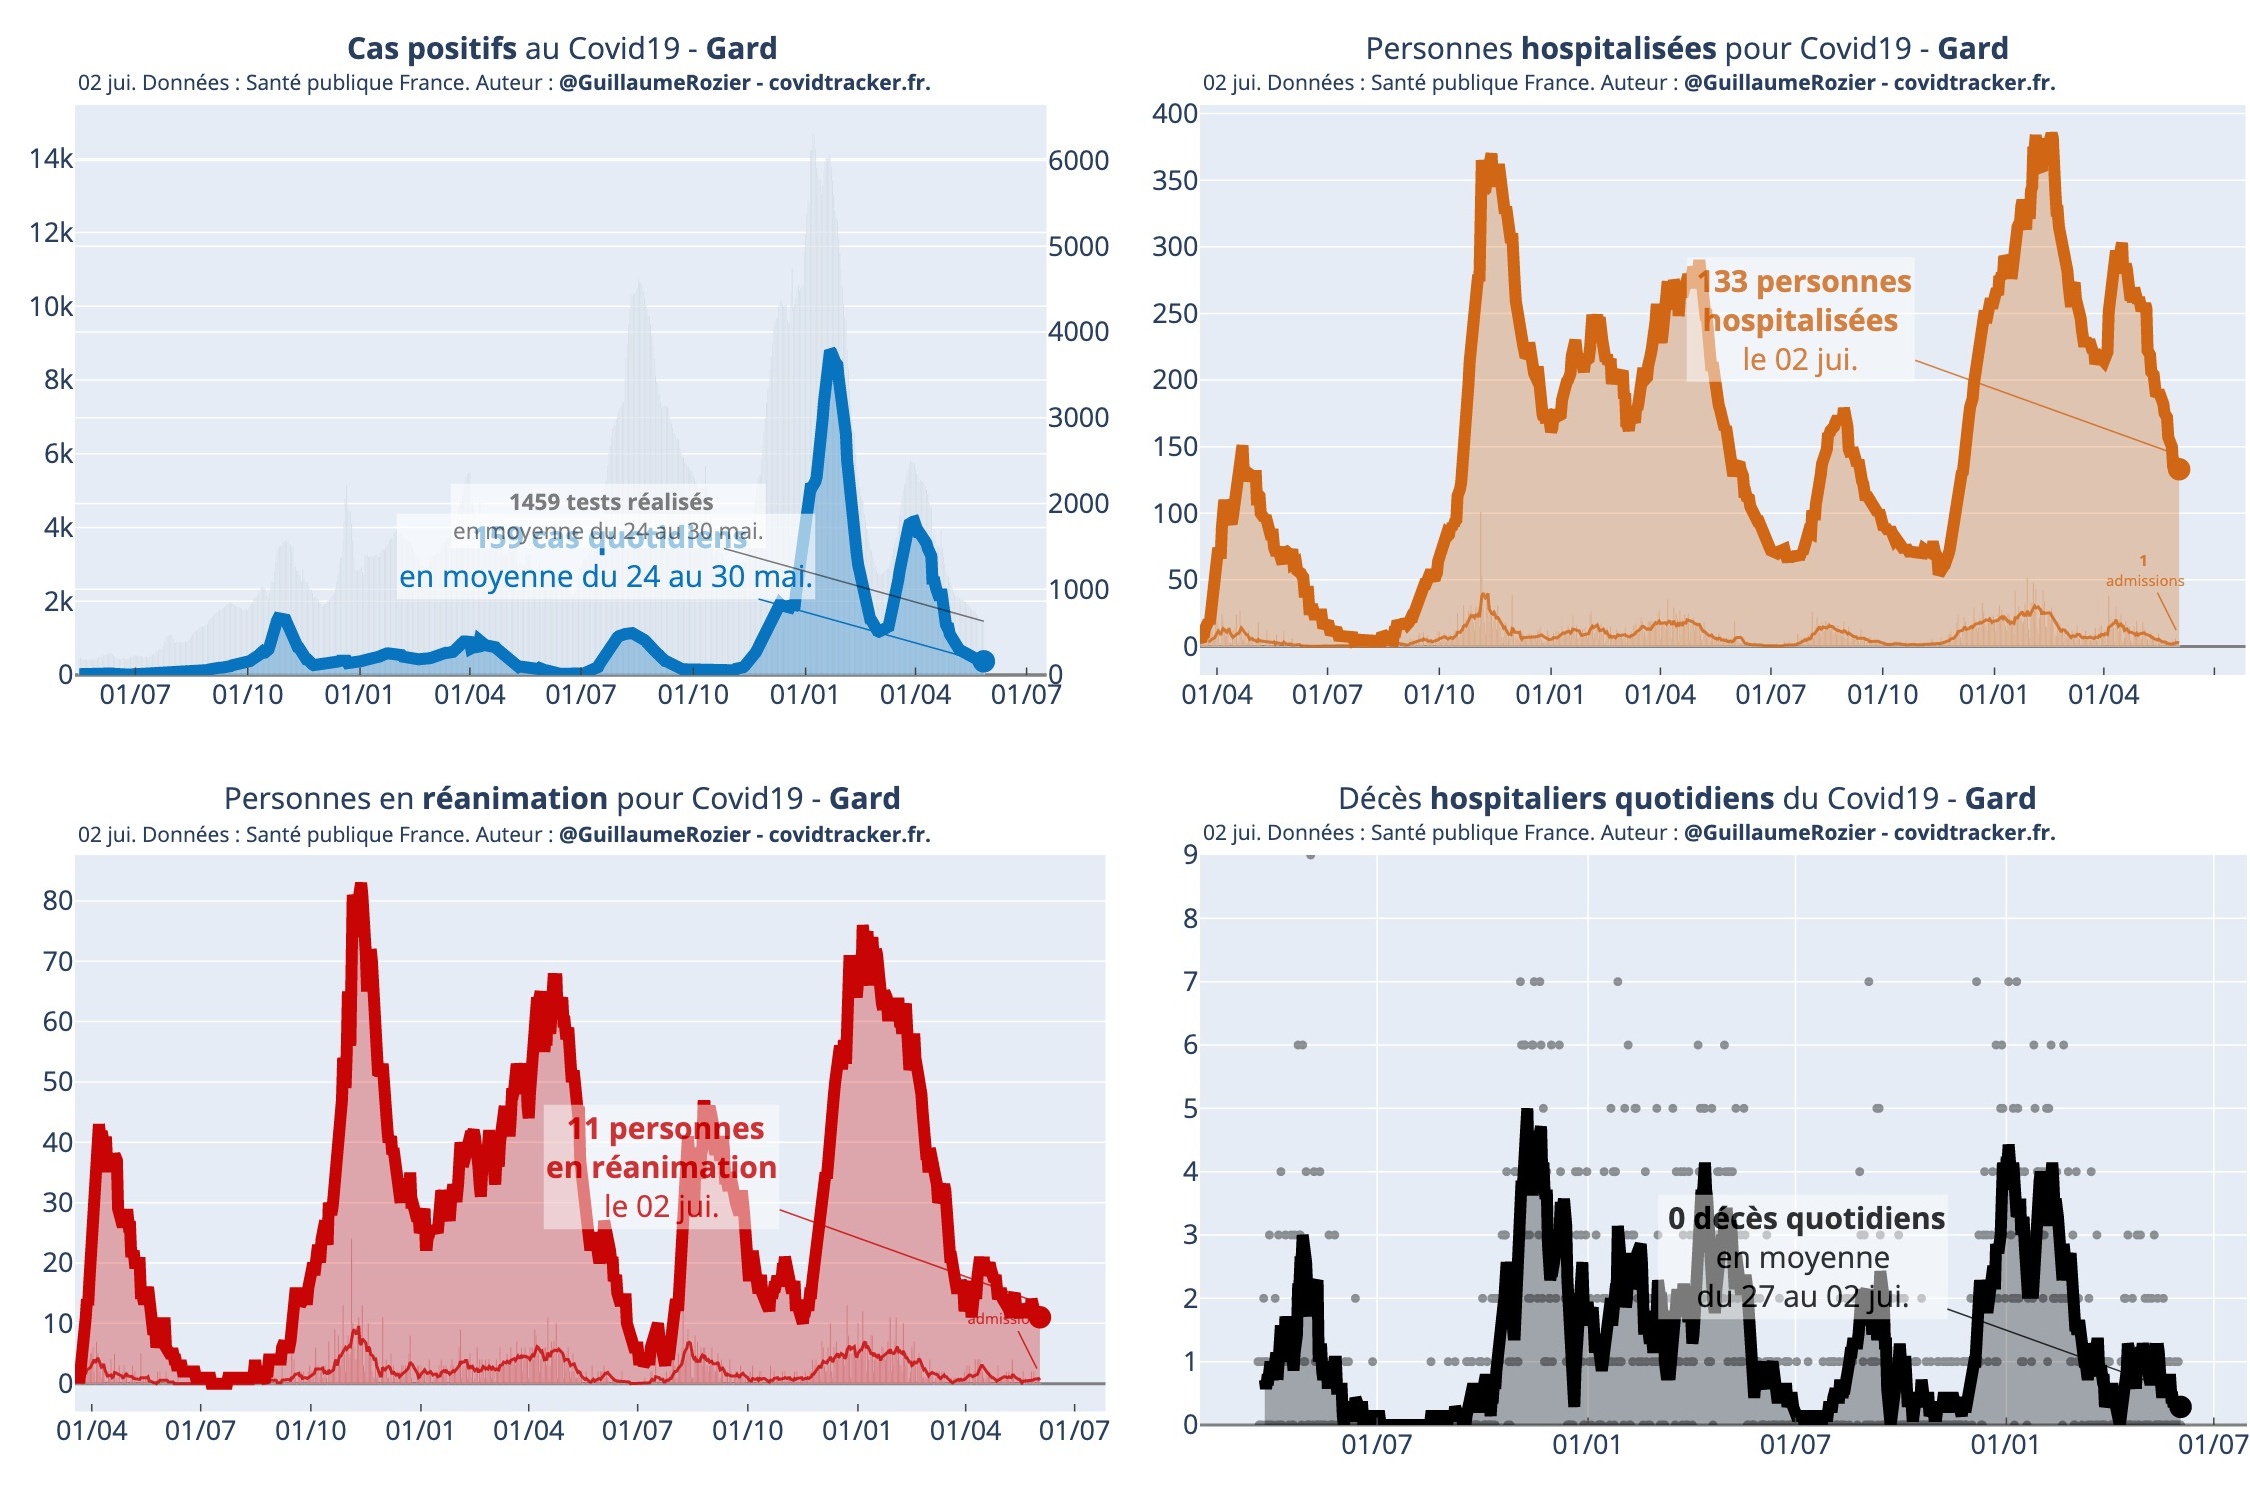 Cas positifs au Covid19 - Gard
02 jui. Données : Santé publique France. Auteur : @GuillaumeRozier - covidtracker.fr.
14k
12k
10k
8k
6k
4k
2k
0
6000
5000
4000
3000
2000
1000
0
1459 tests réalisés
en moyenne du 24 au 30 mai.
159 cas quotidiens
en moyenne du 24 au 30 mai.
01/07 01/10 01/01 01/04 01/07 01/10 01/01 01/04 01/07
Personnes hospitalisées pour Covid19 - Gard
02 jui. Données : Santé publique France. Auteur : @GuillaumeRozier - covidtracker.fr.
400
350
300
250
200
150
100
50
0
133 personnes
hospitalisées
le 02 jui.
1
admissions
01/04 01/07 01/10 01/01 01/04 01/07 01/10 01/01 01/04
Personnes en réanimation pour Covid19 - Gard
02 jui. Données : Santé publique France. Auteur : @GuillaumeRozier - covidtracker.fr.
80
70
60
50
40
30
20
10
0
11 personnes
en réanimation
le 02 jui.
admissio
01/04 01/07 01/10 01/01 01/04 01/07 01/10 01/01 01/04 01/07
Décès hospitaliers quotidiens du Covid19 - Gard
02 jui. Données : Santé publique France. Auteur : @GuillaumeRozier - covidtracker.fr.
9
8
7
6
5
4
3
2
1
0
0 décès quotidiens
en moyenne
du 27 au 02 jui.
01/07 01/01 01/07 01/01 01/07